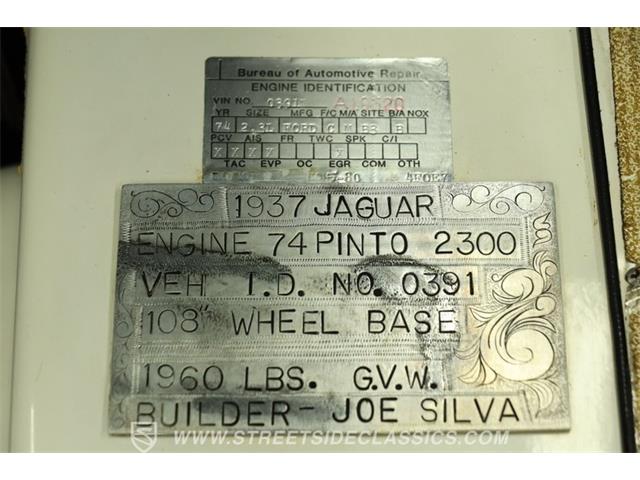 Bureau of Automotive Repair
ENGINE IDENTIFICATION
VIN NO. 0391
YR SIZE MFG F/C M/A SITE B/A NOX
74 2.3L FORD C M B3 B
PCV AIS FR TWC SPK C/I
X X X X X
TAC EVP OC EGR COM OTH
1937 JAGUAR
ENGINE 74 PINTO 2300
VEH I.D. NO. 0391
108" WHEEL BASE
1960 LBS. G.V.W.
BUILDER- JOE SILVA
WWW.STREETSIDECLASSICS.COM